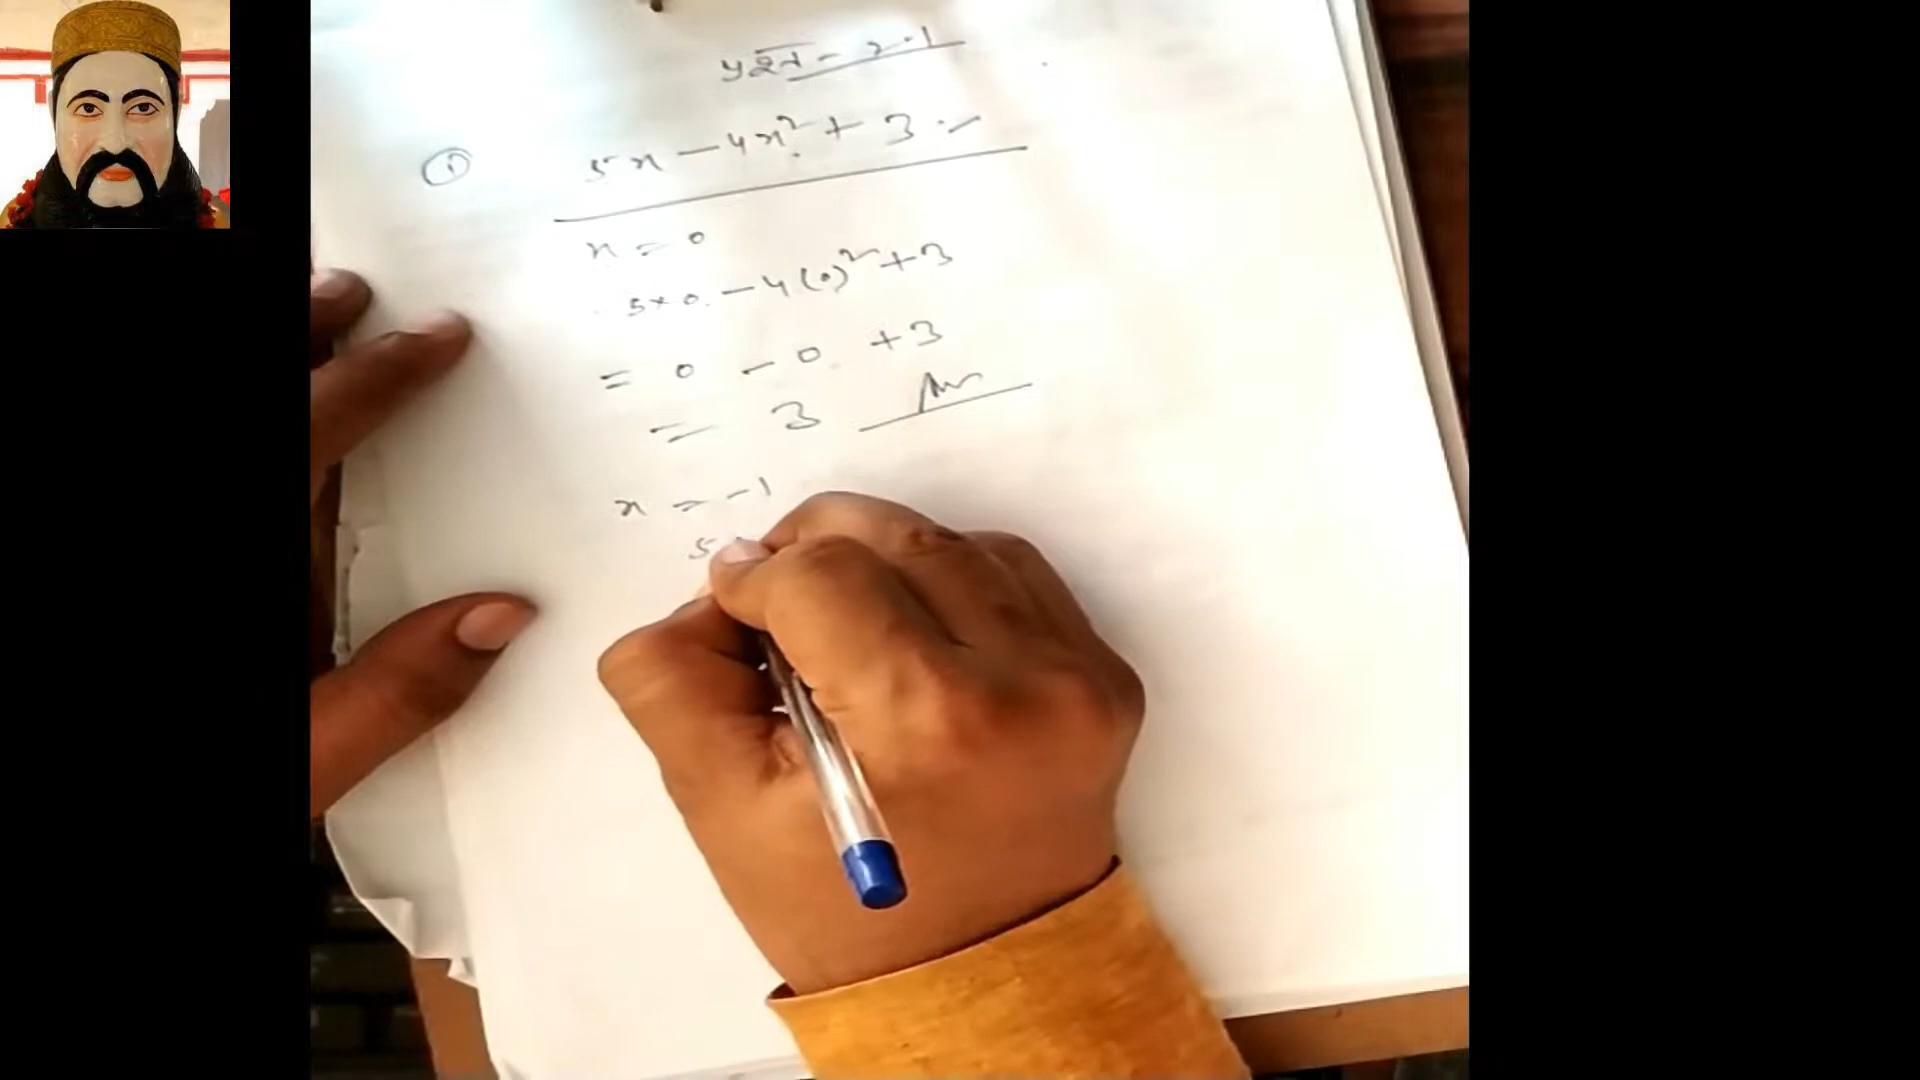 प्रश्न - 2.1
① 5x - 4x² + 3.
x = 0
5×0 - 4(0)² + 3
= 0 - 0 + 3
= 3 Ans
x = -1
5